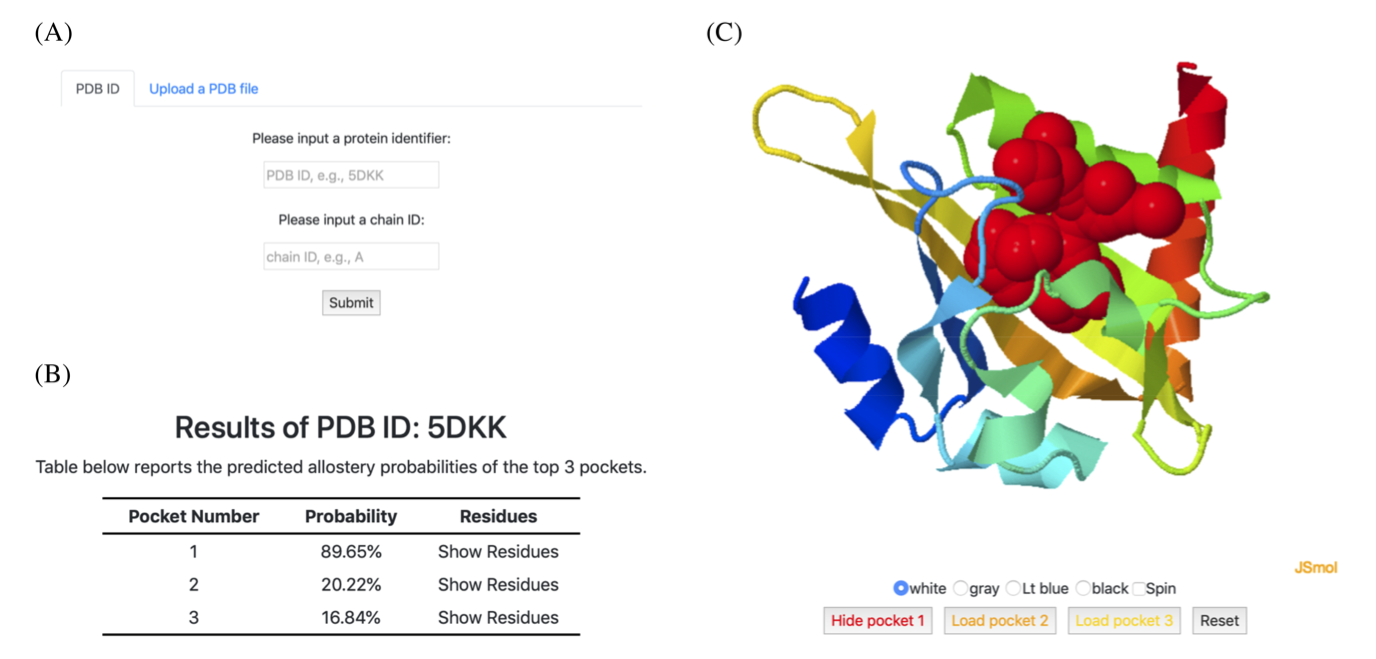 (A)
PDB ID Upload a PDB file
Please input a protein identifier:
PDB ID, e.g., 5DKK
Please input a chain ID:
chain ID, e.g., A
Submit
(B)
Results of PDB ID: 5DKK
Table below reports the predicted allostery probabilities of the top 3 pockets.
Pocket Number Probability Residues
1 89.65% Show Residues
2 20.22% Show Residues
3 16.84% Show Residues
(C)
JSmol
white gray Lt blue black Spin
Hide pocket 1 Load pocket 2 Load pocket 3 Reset